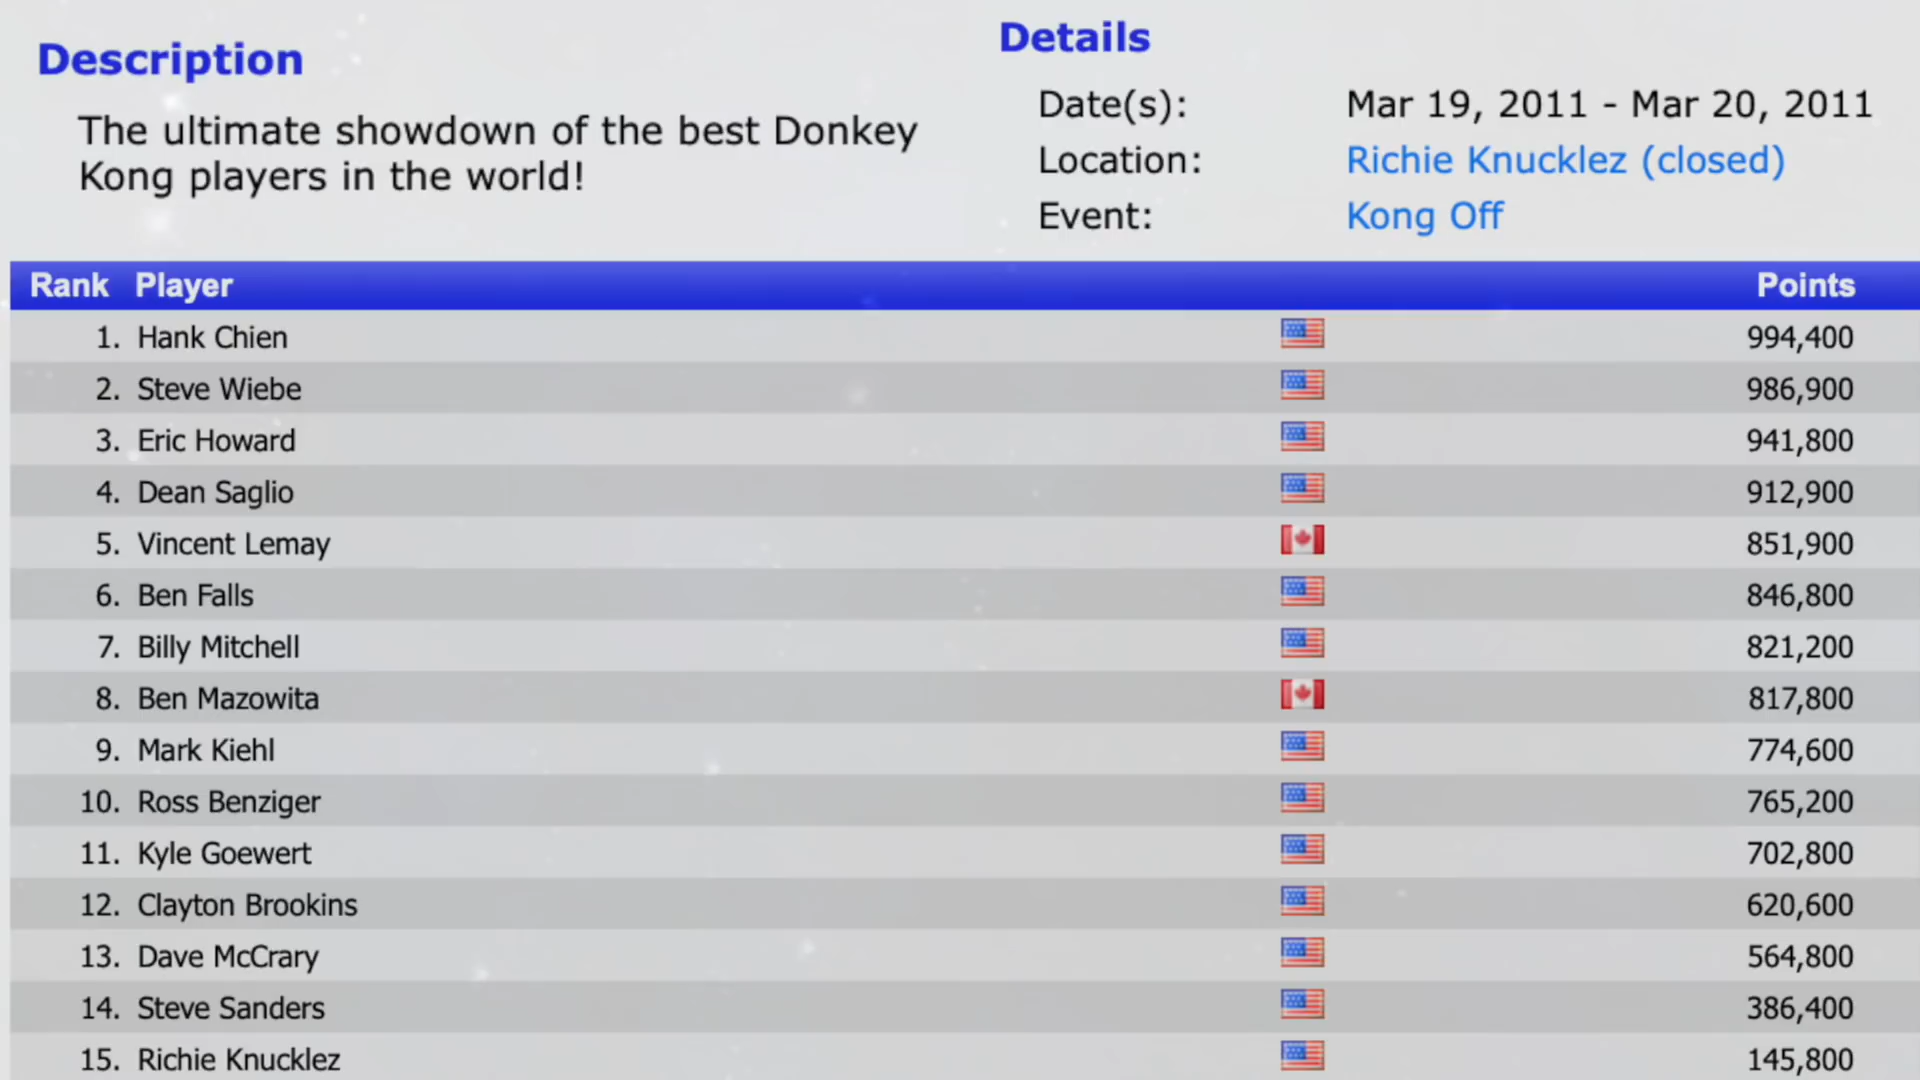 Description
The ultimate showdown of the best Donkey
Kong players in the world!
Details
Date(s): Mar 19, 2011 - Mar 20, 2011
Location: Richie Knucklez (closed)
Event: Kong Off
Rank Player Points
1. Hank Chien 994,400
2. Steve Wiebe 986,900
3. Eric Howard 941,800
4. Dean Saglio 912,900
5. Vincent Lemay 851,900
6. Ben Falls 846,800
7. Billy Mitchell 821,200
8. Ben Mazowita 817,800
9. Mark Kiehl 774,600
10. Ross Benziger 765,200
11. Kyle Goewert 702,800
12. Clayton Brookins 620,600
13. Dave McCrary 564,800
14. Steve Sanders 386,400
15. Richie Knucklez 145,800